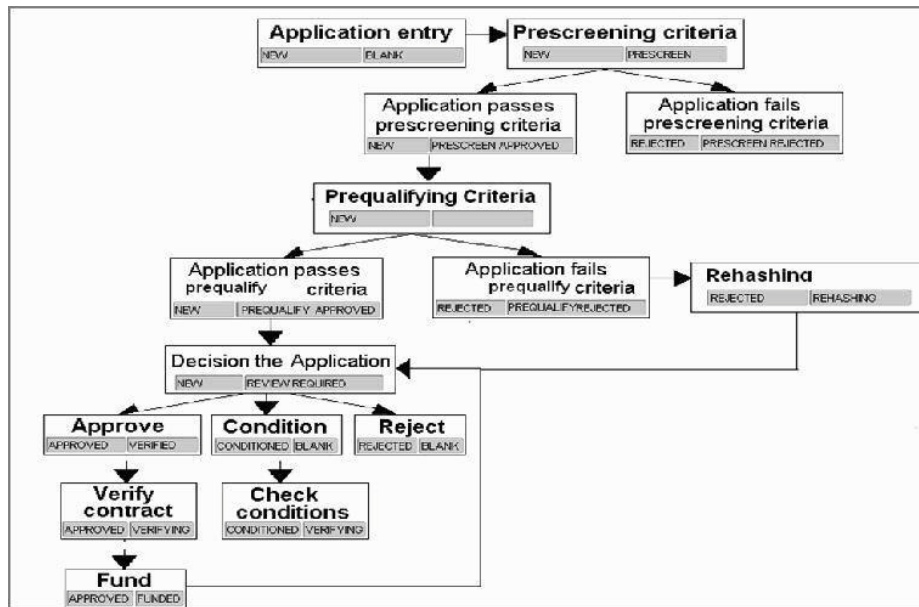 Application entry
NEW BLANK
Prescreening criteria
NEW PRESCREEN
Application passes
prescreening criteria
NEW PRESCREEN APPROVED
Application fails
prescreening criteria
REJECTED PRESCREEN REJECTED
Prequalifying Criteria
NEW
Application passes
prequalify criteria
NEW PREQUALIFY APPROVED
Application fails
prequalify criteria
REJECTED PREQUALIFYREJECTED
Rehashing
REJECTED REHASHING
Decision the Application
NEW REVIEW REQUIRED
Approve
APPROVED VERIFIED
Condition
CONDITIONED BLANK
Reject
REJECTED BLANK
Verify
contract
APPROVED VERIFYING
Check
conditions
CONDITIONED VERIFYING
Fund
APPROVED FUNDED